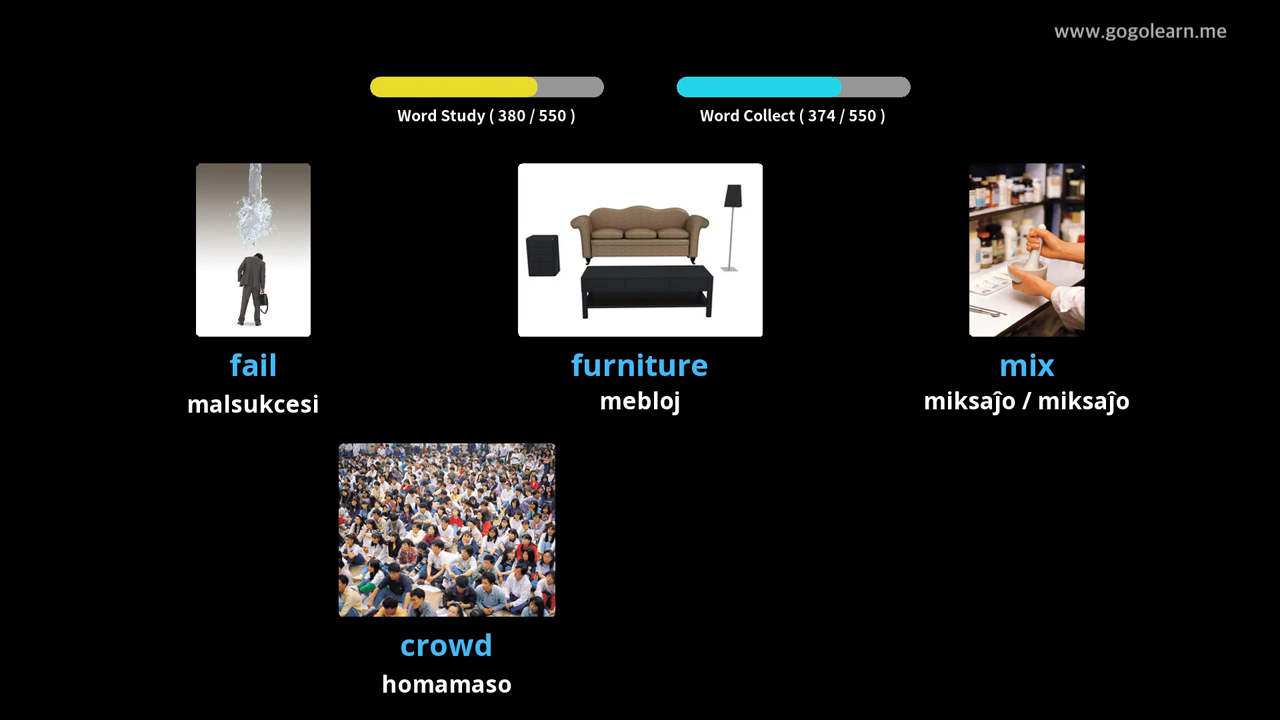 www.gogolearn.me
Word Study ( 380 / 550 )
Word Collect ( 374 / 550 )
fail
malsukcesi
furniture
mebloj
mix
miksaĵo / miksaĵo
crowd
homamaso